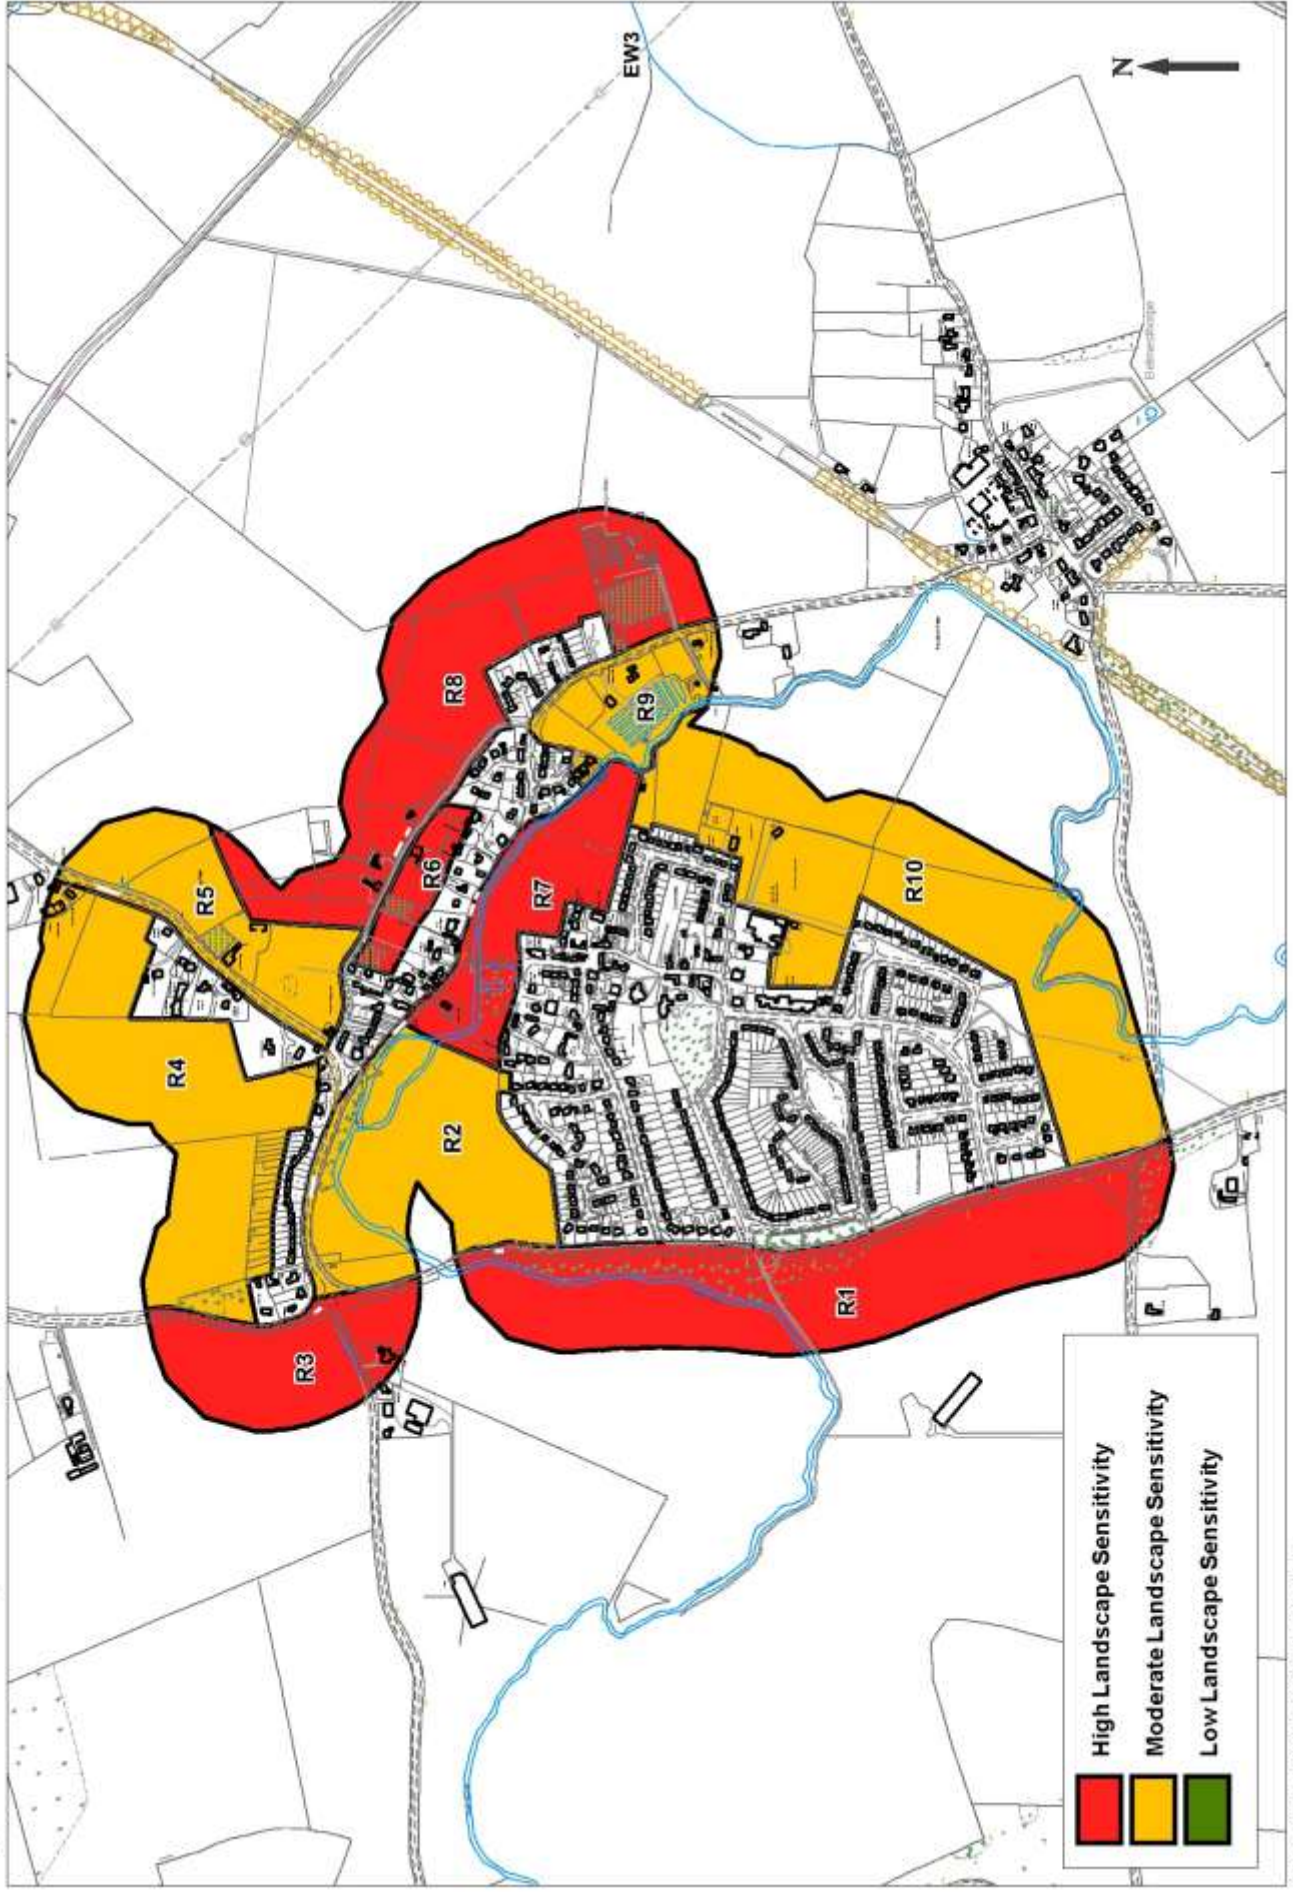 N
EW3
R8
R9
R5
R6
R7
R10
R4
R2
R3
R1
Belmesthorpe
High Landscape Sensitivity
Moderate Landscape Sensitivity
Low Landscape Sensitivity